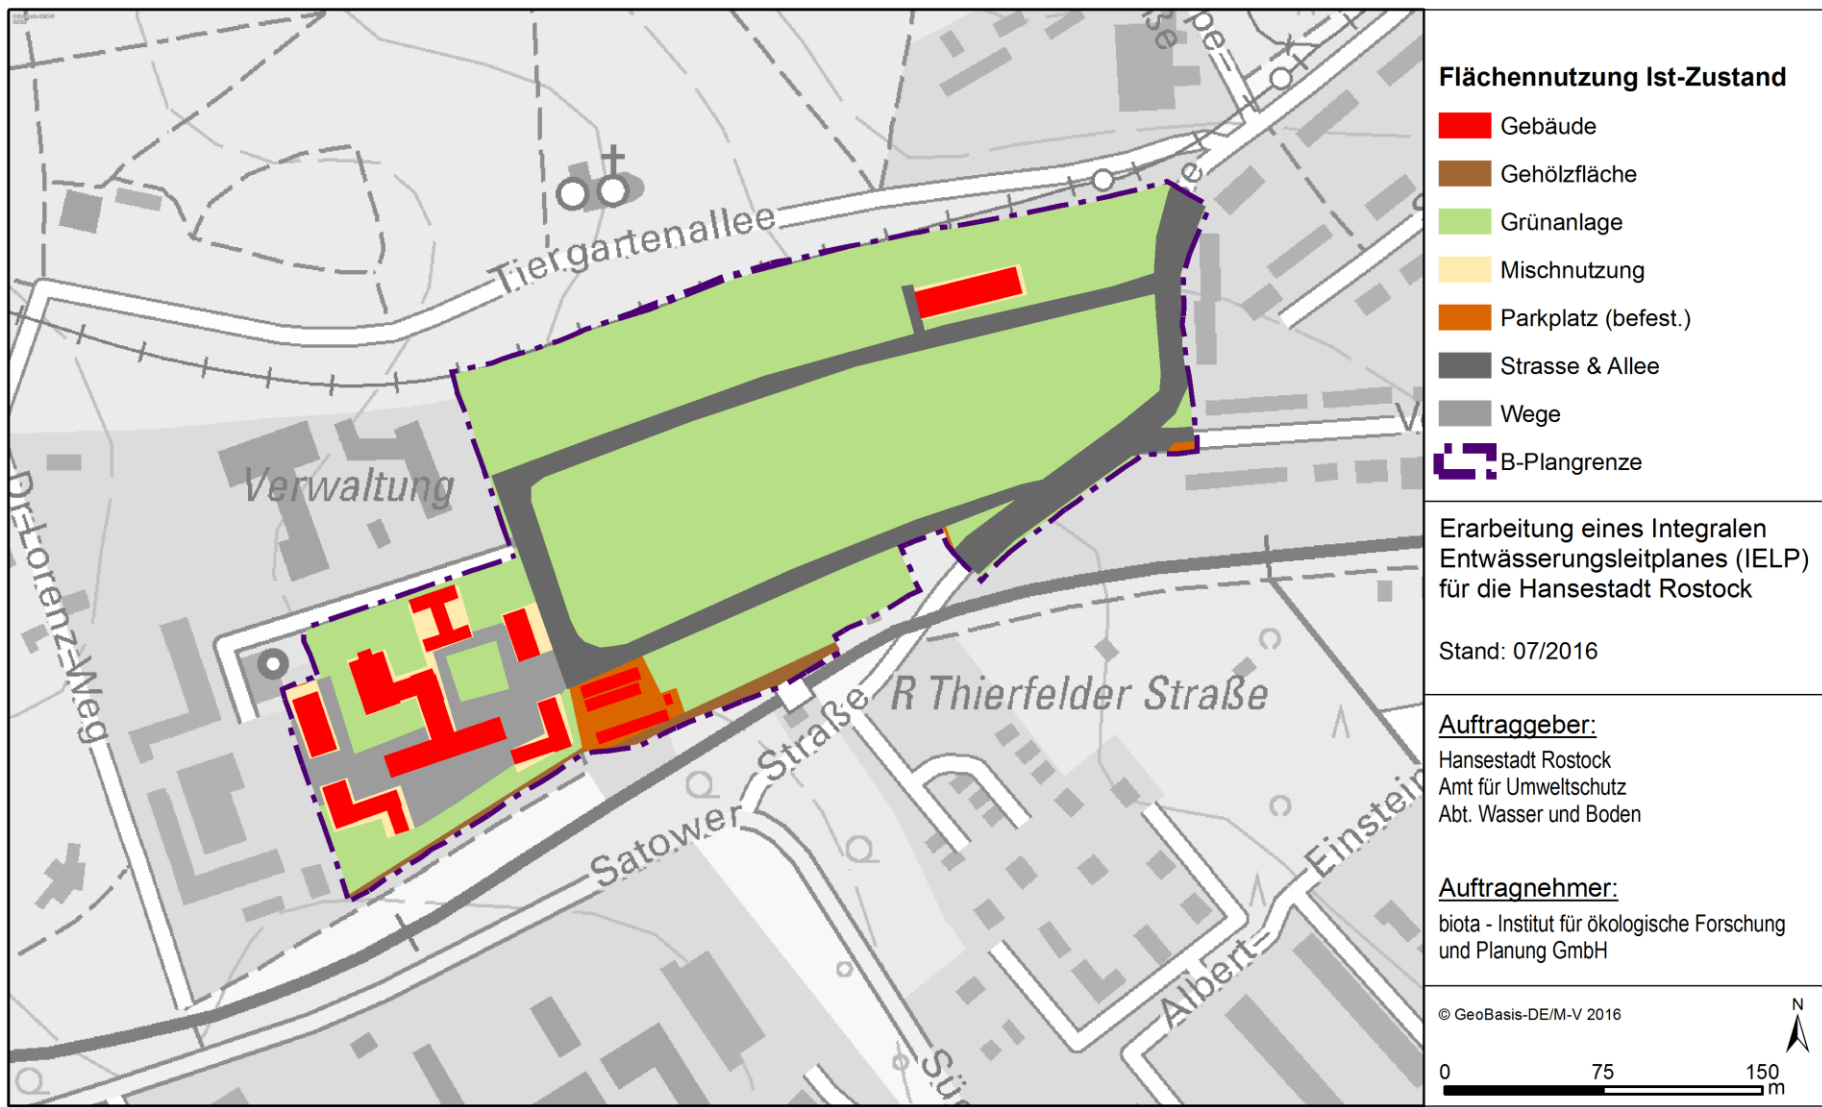 Tiergartenallee
Verwaltung
Dr-Lorenz-Weg
R Thierfelder Straße
Satower Straße
Albert
Einstein
Flächennutzung Ist-Zustand
Gebäude
Gehölzfläche
Grünanlage
Mischnutzung
Parkplatz (befest.)
Strasse & Allee
Wege
B-Plangrenze
Erarbeitung eines Integralen
Entwässerungsleitplanes (IELP)
für die Hansestadt Rostock
Stand: 07/2016
Auftraggeber:
Hansestadt Rostock
Amt für Umweltschutz
Abt. Wasser und Boden
Auftragnehmer:
biota - Institut für ökologische Forschung
und Planung GmbH
© GeoBasis-DE/M-V 2016
N
0 75 150
m